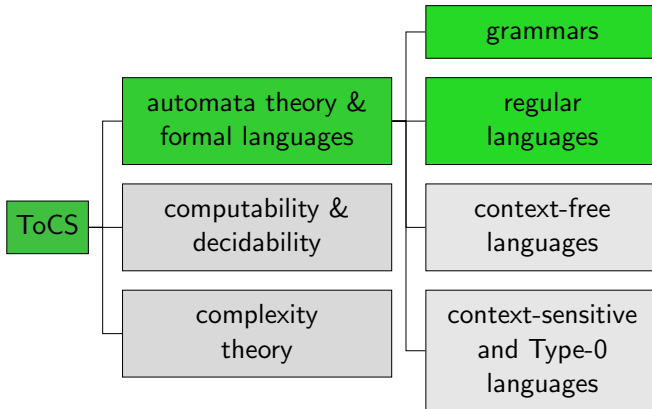 ToCS
automata theory &
formal languages
computability &
decidability
complexity
theory
grammars
regular
languages
context-free
languages
context-sensitive
and Type-0
languages